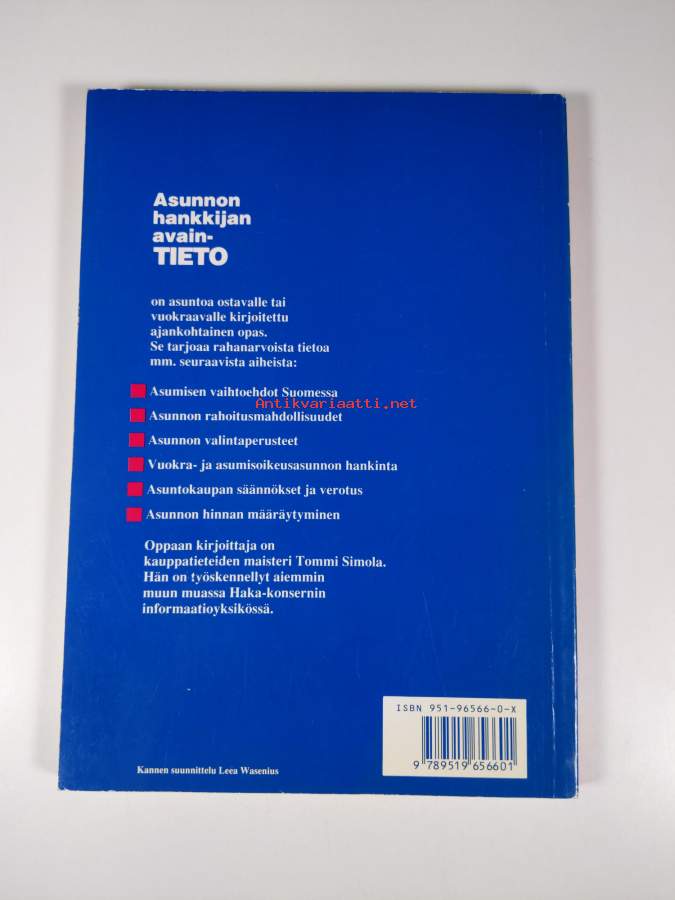 Asunnon
hankkijan
avain-
TIETO
on asuntoa ostavalle tai
vuokraavalle kirjoitettu
ajankohtainen opas.
Se tarjoaa rahanarvoista tietoa
mm. seuraavista aiheista:
Asumisen vaihtoehdot Suomessa
Antikvariaatti.net
Asunnon rahoitusmahdollisuudet
Asunnon valintaperusteet
Vuokra- ja asumisoikeusasunnon hankinta
Asuntokaupan säännökset ja verotus
Asunnon hinnan määräytyminen
Oppaan kirjoittaja on
kauppatieteiden maisteri Tommi Simola.
Hän on työskennellyt aiemmin
muun muassa Haka-konsernin
informaatioyksikössä.
ISBN 951-96566-0-X
9 789519 656601
Kannen suunnittelu Leea Wasenius